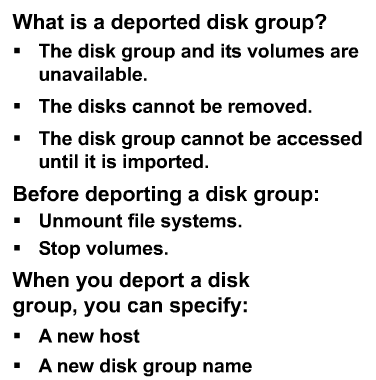 What is a deported disk group?
▪ The disk group and its volumes are
unavailable.
▪ The disks cannot be removed.
▪ The disk group cannot be accessed
until it is imported.
Before deporting a disk group:
▪ Unmount file systems.
▪ Stop volumes.
When you deport a disk
group, you can specify:
▪ A new host
▪ A new disk group name